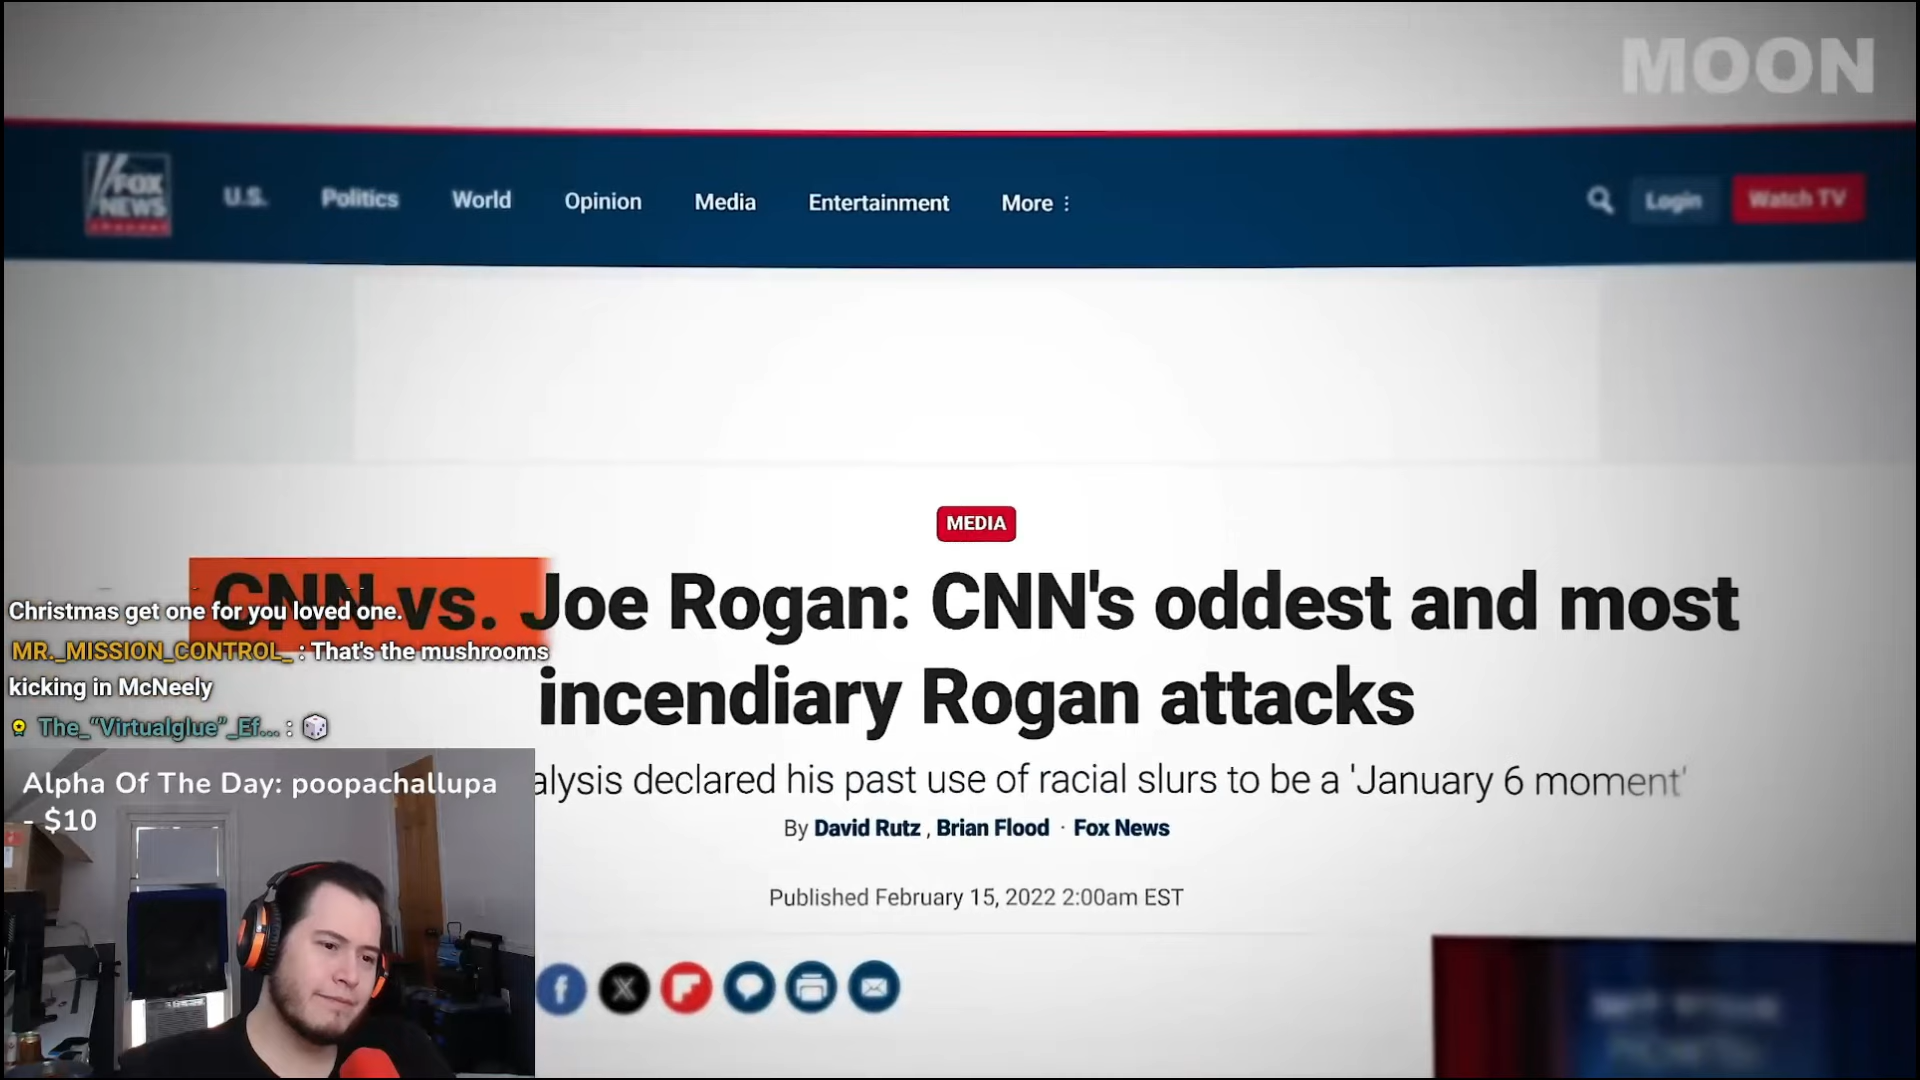 MOON
FOX
NEWS
channel
U.S. Politics World Opinion Media Entertainment More
Login Watch TV
MEDIA
CNN vs. Joe Rogan: CNN's oddest and most
incendiary Rogan attacks
alysis declared his past use of racial slurs to be a 'January 6 moment'
By David Rutz, Brian Flood · Fox News
Published February 15, 2022 2:00am EST
Christmas get one for you loved one.
MR._MISSION_CONTROL_ : That's the mushrooms
kicking in McNeely
The_“Virtualglue”_Ef... :
Alpha Of The Day: poopachallupa
- $10